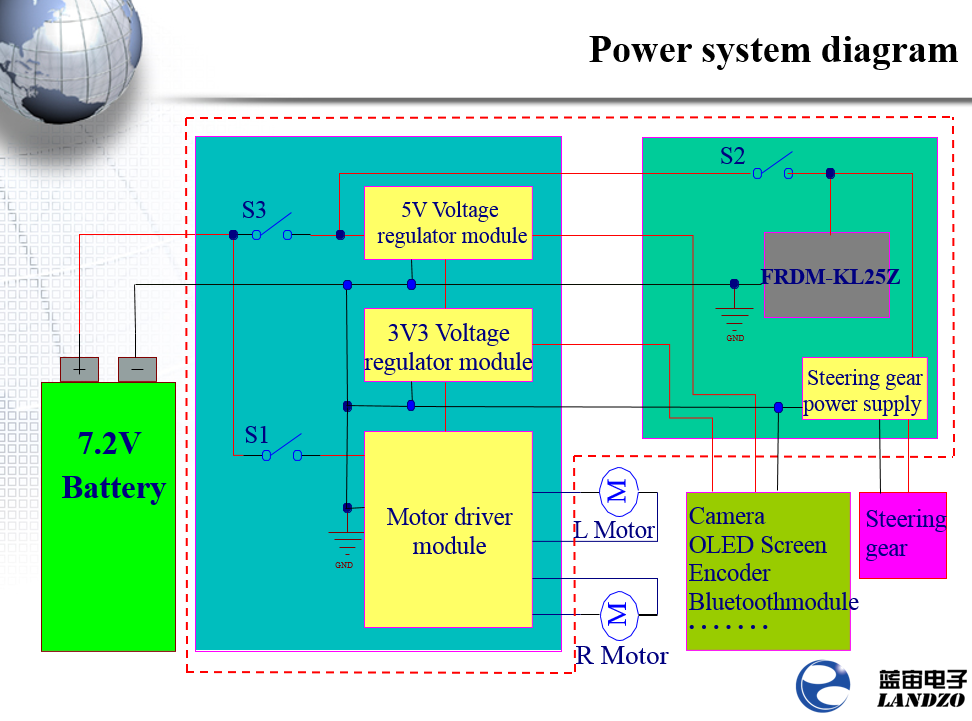 Power system diagram
S2
S3
5V Voltage
regulator module
FRDM-KL25Z
GND
3V3 Voltage
regulator module
+
−
Steering gear
power supply
7.2V
Battery
S1
Motor driver
module
GND
M
L Motor
M
R Motor
Camera
OLED Screen
Encoder
Bluetoothmodule
·······
Steering
gear
蓝宙电子
LANDZO